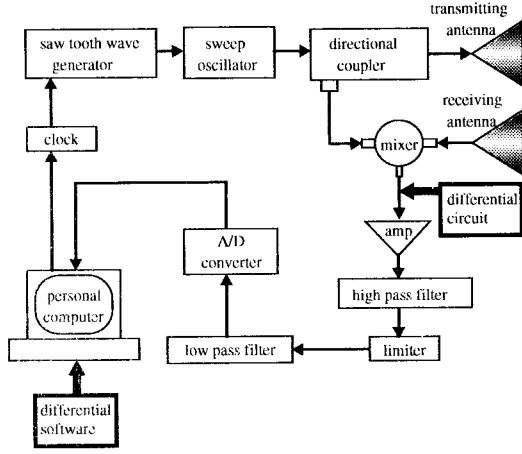 transmitting
antenna
saw tooth wave
generator
sweep
oscillator
directional
coupler
receiving
antenna
clock
mixer
differential
circuit
amp
A/D
converter
personal
computer
high pass filter
low pass filter
limiter
differential
software